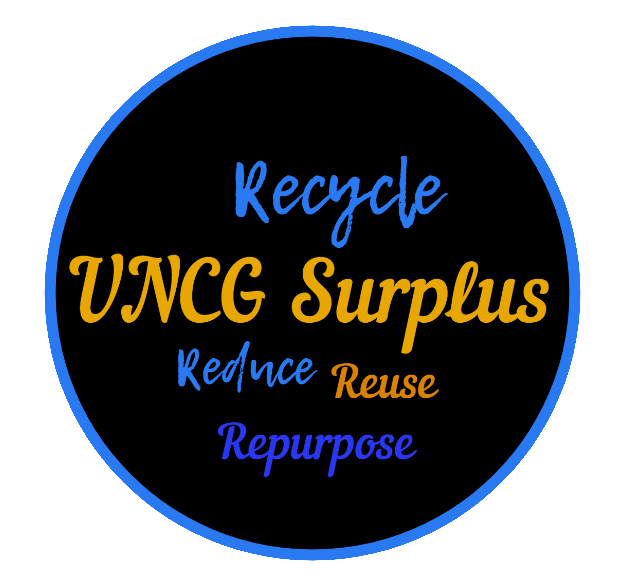 Recycle
UNCG Surplus
Reduce Reuse
Repurpose